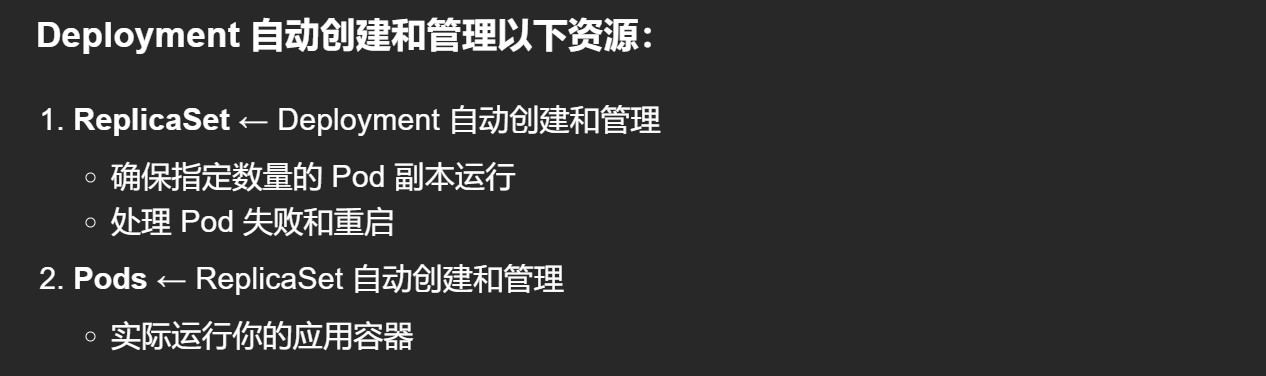 Deployment 自动创建和管理以下资源：
1. ReplicaSet ← Deployment 自动创建和管理
○ 确保指定数量的 Pod 副本运行
○ 处理 Pod 失败和重启
2. Pods ← ReplicaSet 自动创建和管理
○ 实际运行你的应用容器